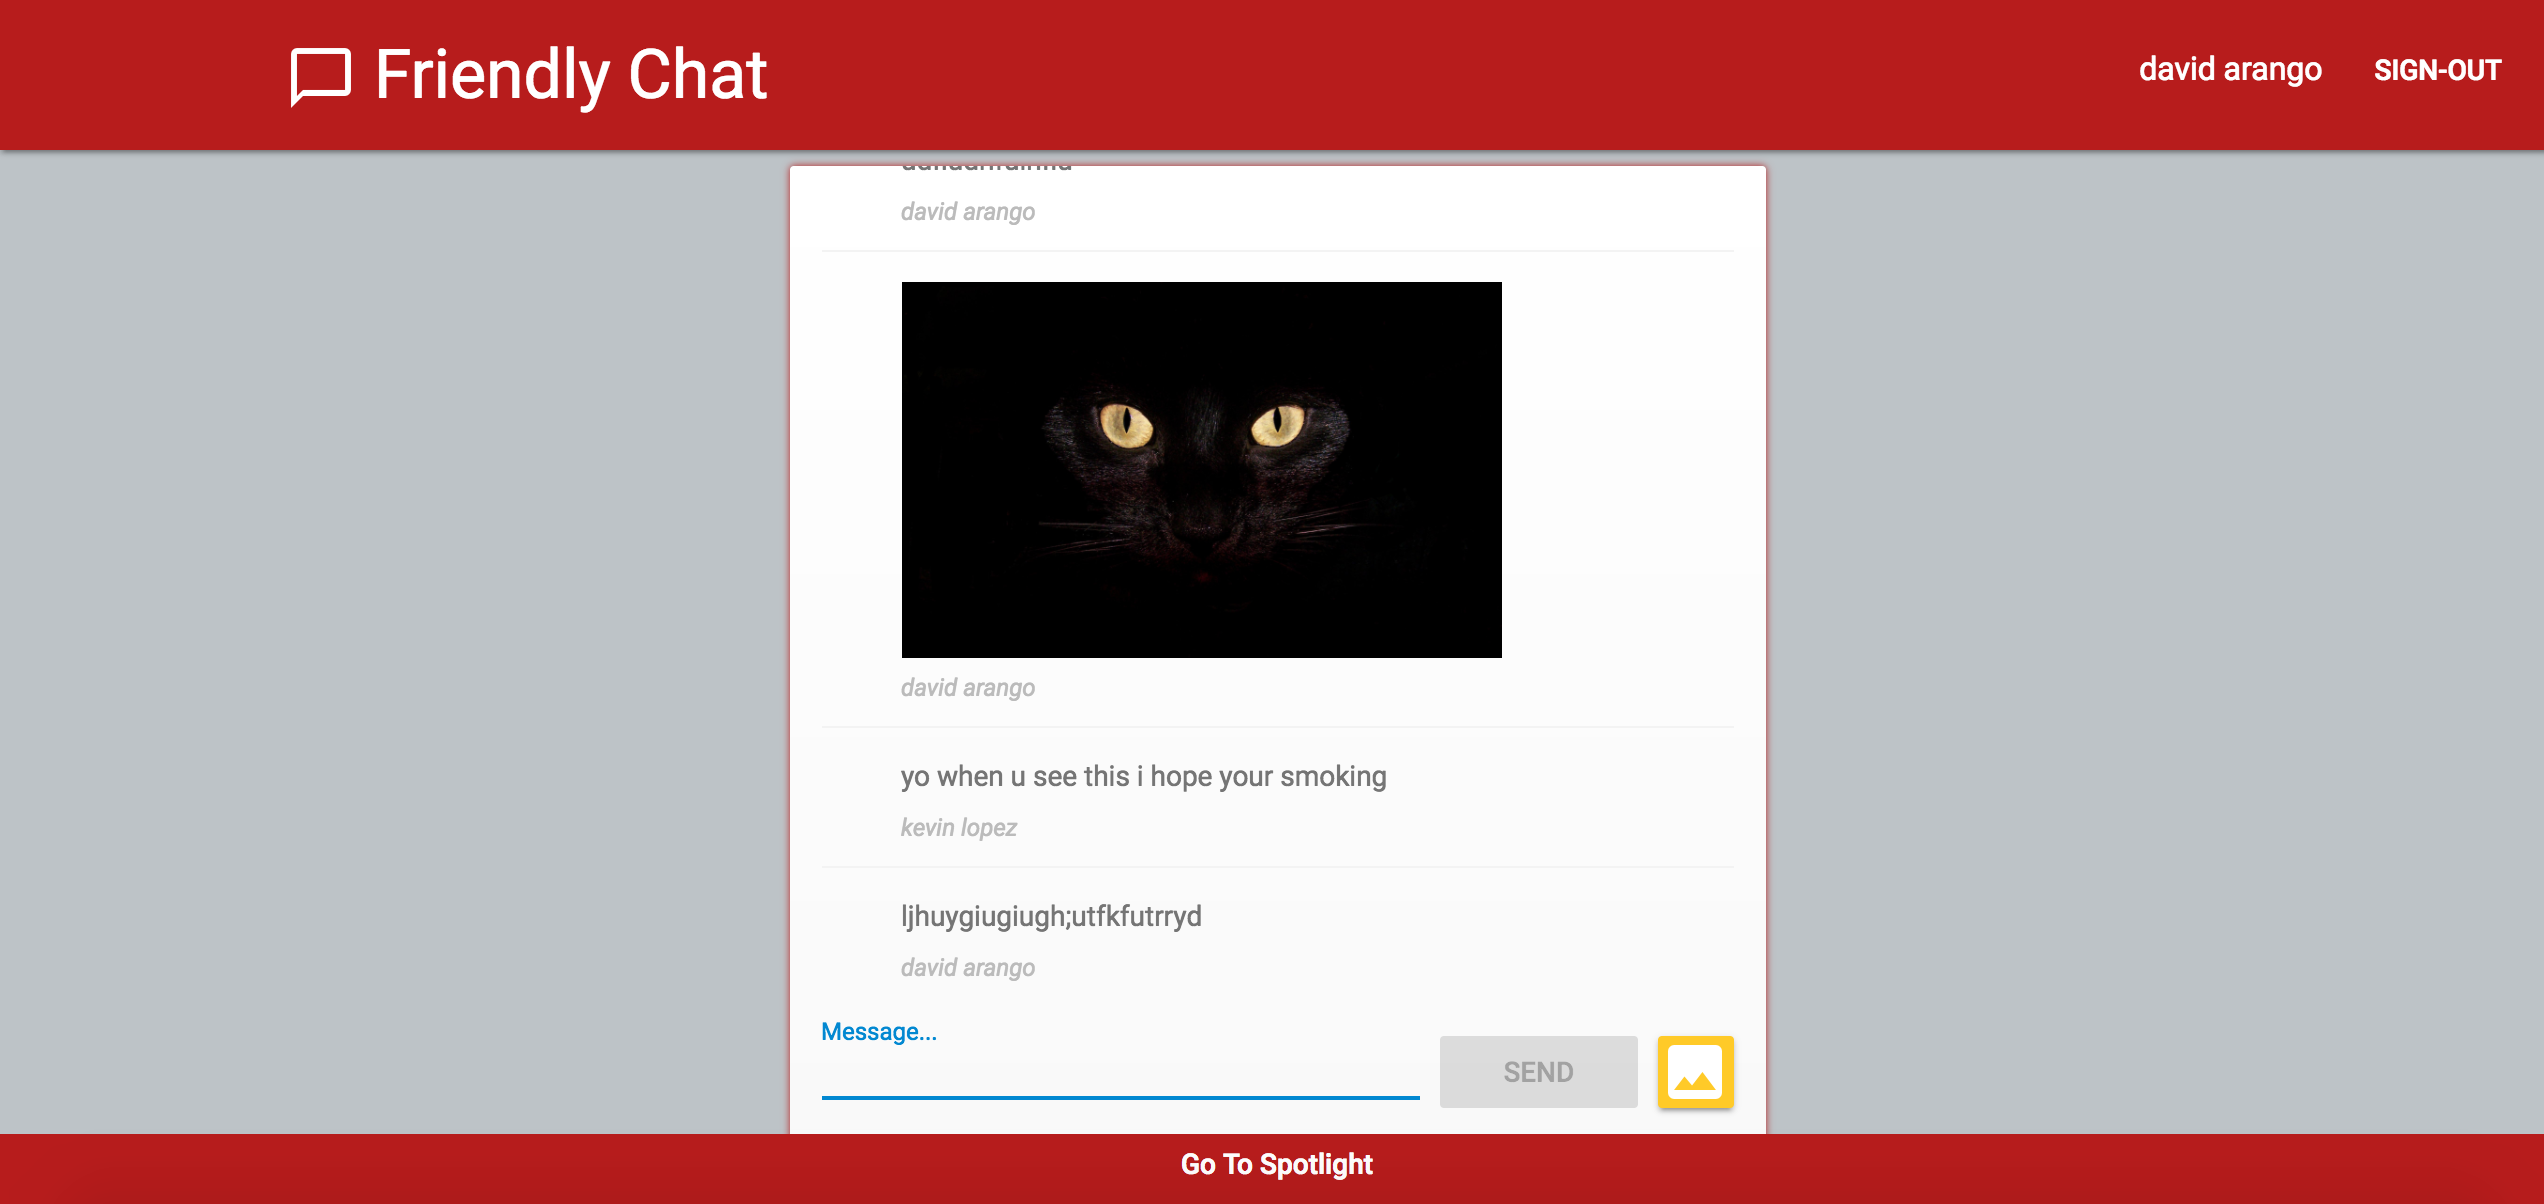 Friendly Chat
david arango
SIGN-OUT
david arango
david arango
yo when u see this i hope your smoking
kevin lopez
ljhuygiugiugh;utfkfutrryd
david arango
Message...
SEND
Go To Spotlight